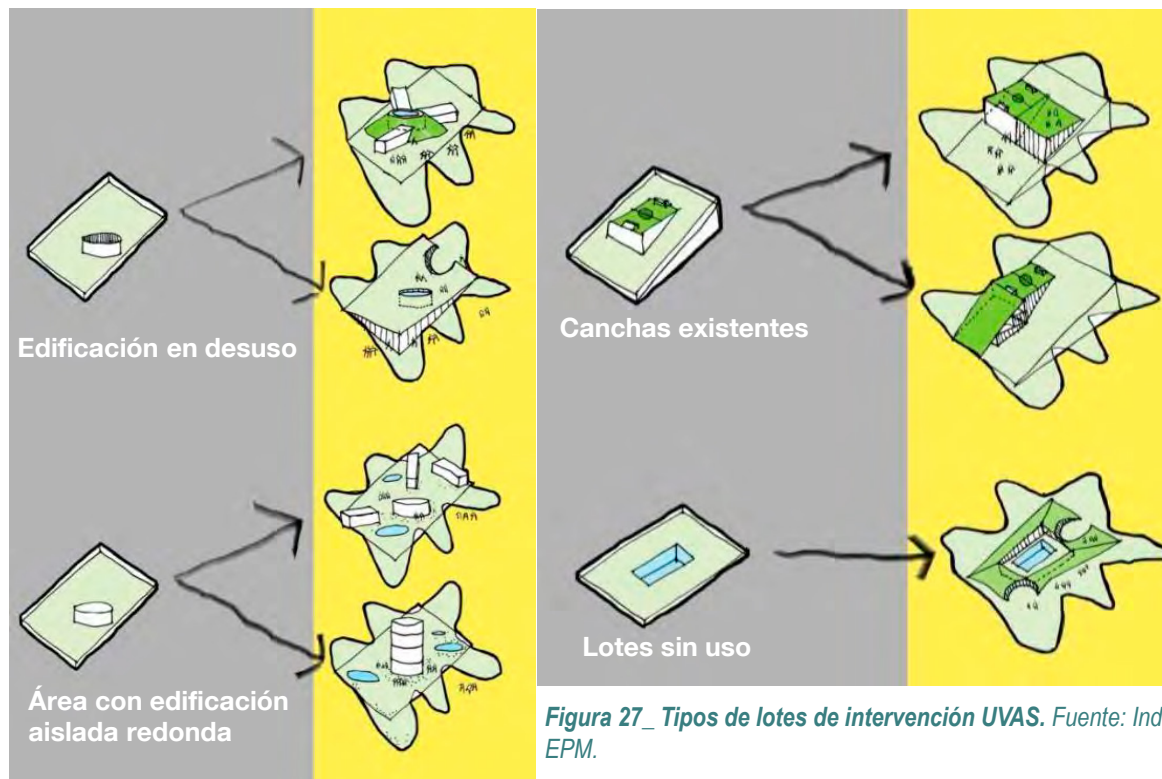 Edificación en desuso
Área con edificación
aislada redonda
Canchas existentes
Lotes sin uso
Figura 27_ Tipos de lotes de intervención UVAS. Fuente: Ind
EPM.